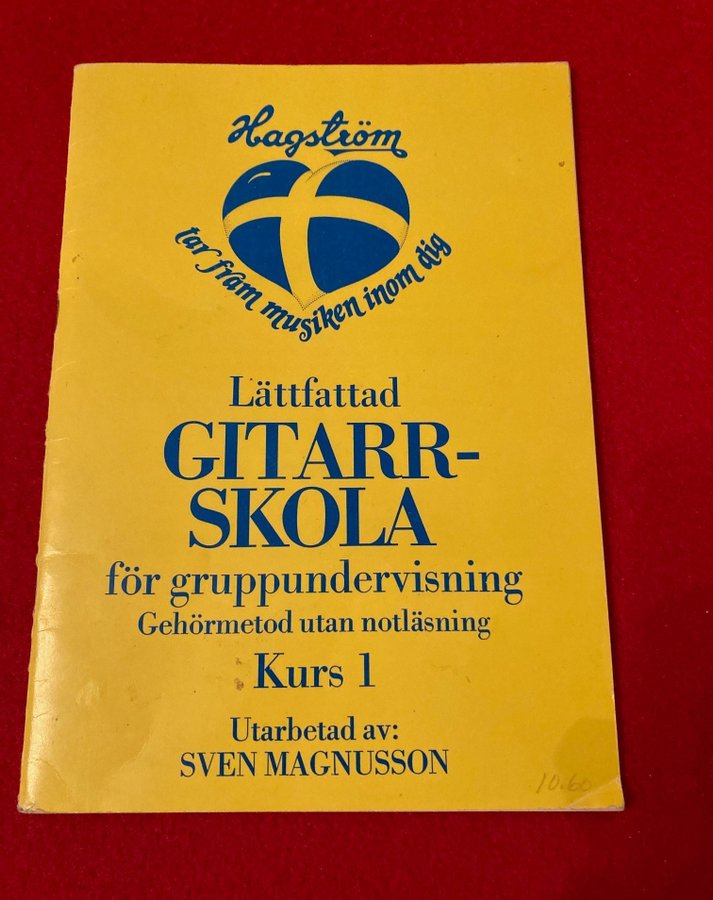 Hagström
tar fram musiken inom dig
Lättfattad
GITARR-
SKOLA
för gruppundervisning
Gehörmetod utan notläsning
Kurs 1
Utarbetad av:
SVEN MAGNUSSON
10.60